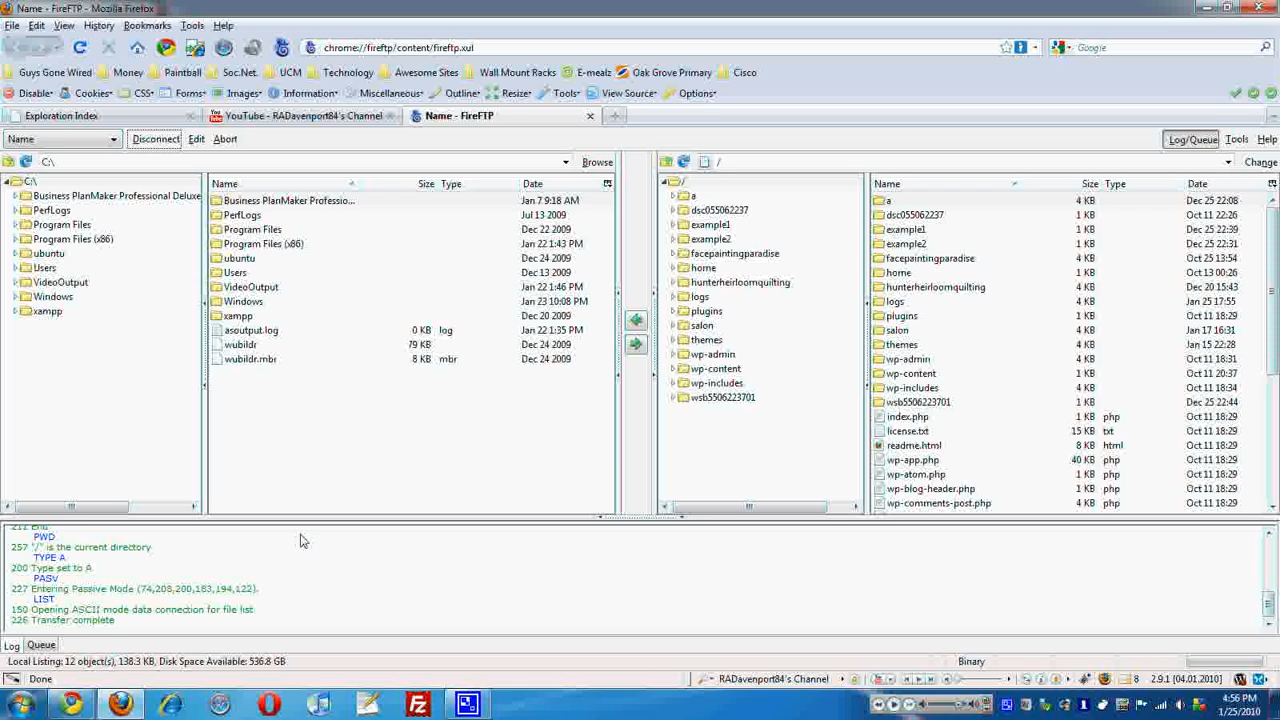 Name - FireFTP - Mozilla Firefox
File Edit View History Bookmarks Tools Help
chrome://fireftp/content/fireftp.xul Google
Guys Gone Wired Money Paintball Soc.Net. UCM Technology Awesome Sites Wall Mount Racks E-mealz Oak Grove Primary Cisco
Disable Cookies CSS Forms Images Information Miscellaneous Outline Resize Tools View Source Options
Exploration Index YouTube - RADavenport84's Channel Name - FireFTP
Name Disconnect Edit Abort Log/Queue Tools Help
C:\ Browse / Change
C:\ Name Size Type Date / Name Size Type Date
Business PlanMaker Professional Deluxe Business PlanMaker Professio... Jan 7 9:18 AM a a 4 KB Dec 25 22:08
PerfLogs PerfLogs Jul 13 2009 dsc055062237 dsc055062237 1 KB Oct 11 22:26
Program Files Program Files Dec 22 2009 example1 example1 1 KB Dec 25 22:39
Program Files (x86) Program Files (x86) Jan 22 1:43 PM example2 example2 4 KB Dec 25 22:31
ubuntu ubuntu Dec 24 2009 facepaintingparadise facepaintingparadise 4 KB Oct 25 13:54
Users Users Dec 13 2009 home home 1 KB Oct 13 00:26
VideoOutput VideoOutput Jan 22 1:46 PM hunterheirloomquilting hunterheirloomquilting 4 KB Dec 20 15:43
Windows Windows Jan 23 10:08 PM logs logs 4 KB Jan 25 17:55
xampp xampp Dec 20 2009 plugins plugins 4 KB Oct 11 22:28
asoutput.log 0 KB log Jan 22 1:35 PM salon salon 4 KB Jan 17 16:31
wubildr 79 KB Dec 24 2009 themes themes 4 KB Jan 15 22:28
wubildr.mbr 8 KB mbr Dec 24 2009 wp-admin wp-admin 4 KB Oct 11 18:31
wp-content wp-content 1 KB Oct 11 20:37
wp-includes wp-includes 4 KB Oct 11 18:34
wsb5506223701 wsb5506223701 1 KB Dec 25 22:44
index.php 1 KB php Oct 11 18:29
license.txt 15 KB txt Oct 11 18:29
readme.html 8 KB html Oct 11 18:29
wp-app.php 40 KB php Oct 11 18:29
wp-atom.php 1 KB php Oct 11 18:29
wp-blog-header.php 1 KB php Oct 11 18:29
wp-comments-post.php 4 KB php Oct 11 18:29
212 End
PWD
257 "/" is the current directory
TYPE A
200 Type set to A
PASV
227 Entering Passive Mode (74,208,200,183,194,122).
LIST
150 Opening ASCII mode data connection for file list
226 Transfer complete
Log Queue
Local Listing: 12 object(s), 138.3 KB, Disk Space Available: 536.8 GB Binary
Done RADavenport84's Channel 8 2.9.1 [04.01.2010]
4:56 PM
1/25/2010